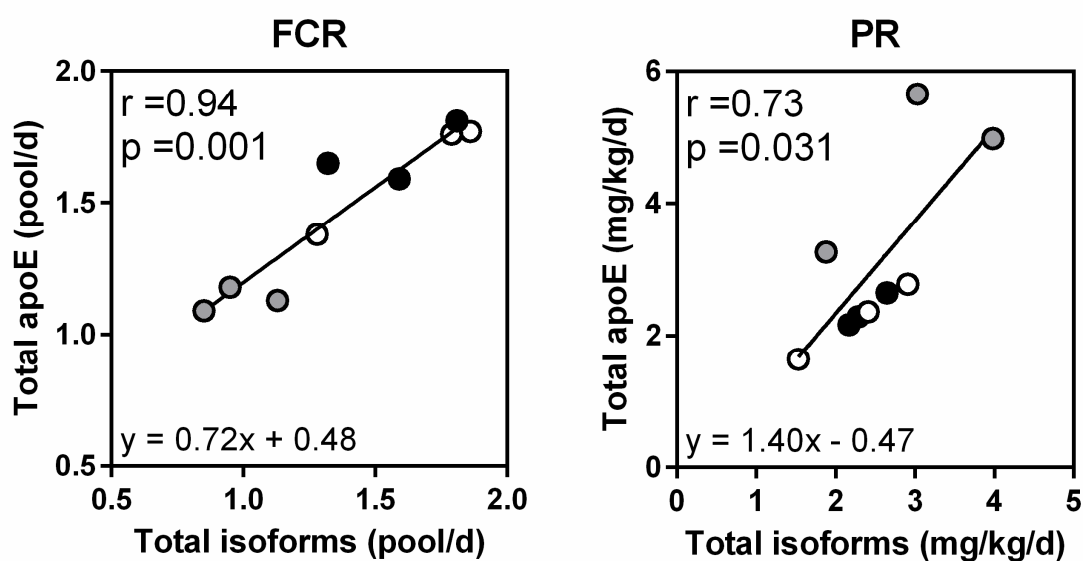 FCR
r =0.94
p =0.001
y = 0.72x + 0.48
Total apoE (pool/d)
2.0
1.5
1.0
0.5
0.5 1.0 1.5 2.0
Total isoforms (pool/d)
PR
r =0.73
p =0.031
y = 1.40x - 0.47
Total apoE (mg/kg/d)
6
4
2
0
0 1 2 3 4 5
Total isoforms (mg/kg/d)